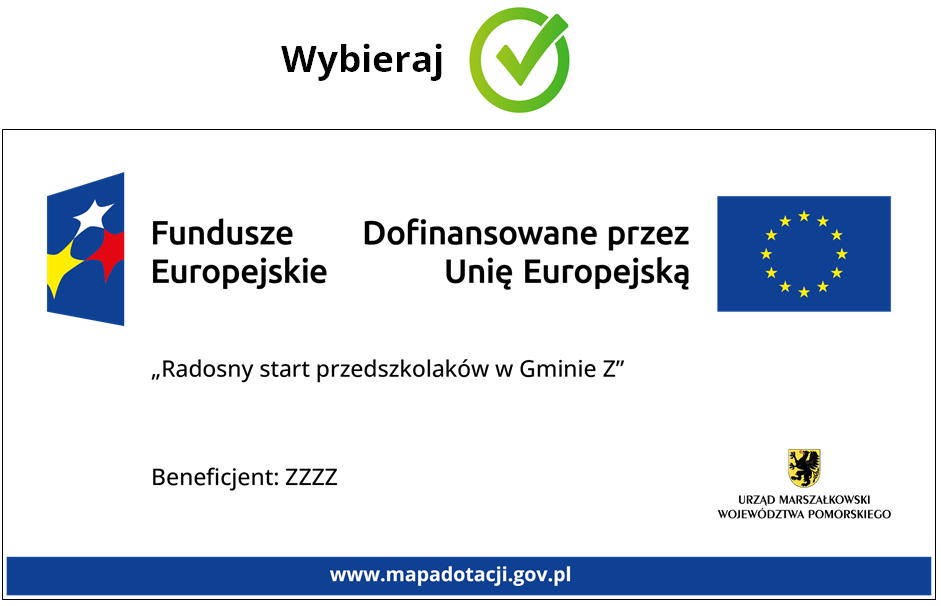 Wybieraj
Fundusze
Europejskie
Dofinansowane przez
Unię Europejską
„Radosny start przedszkolaków w Gminie Z”
Beneficjent: ZZZZ
URZĄD MARSZAŁKOWSKI
WOJEWÓDZTWA POMORSKIEGO
www.mapadotacji.gov.pl